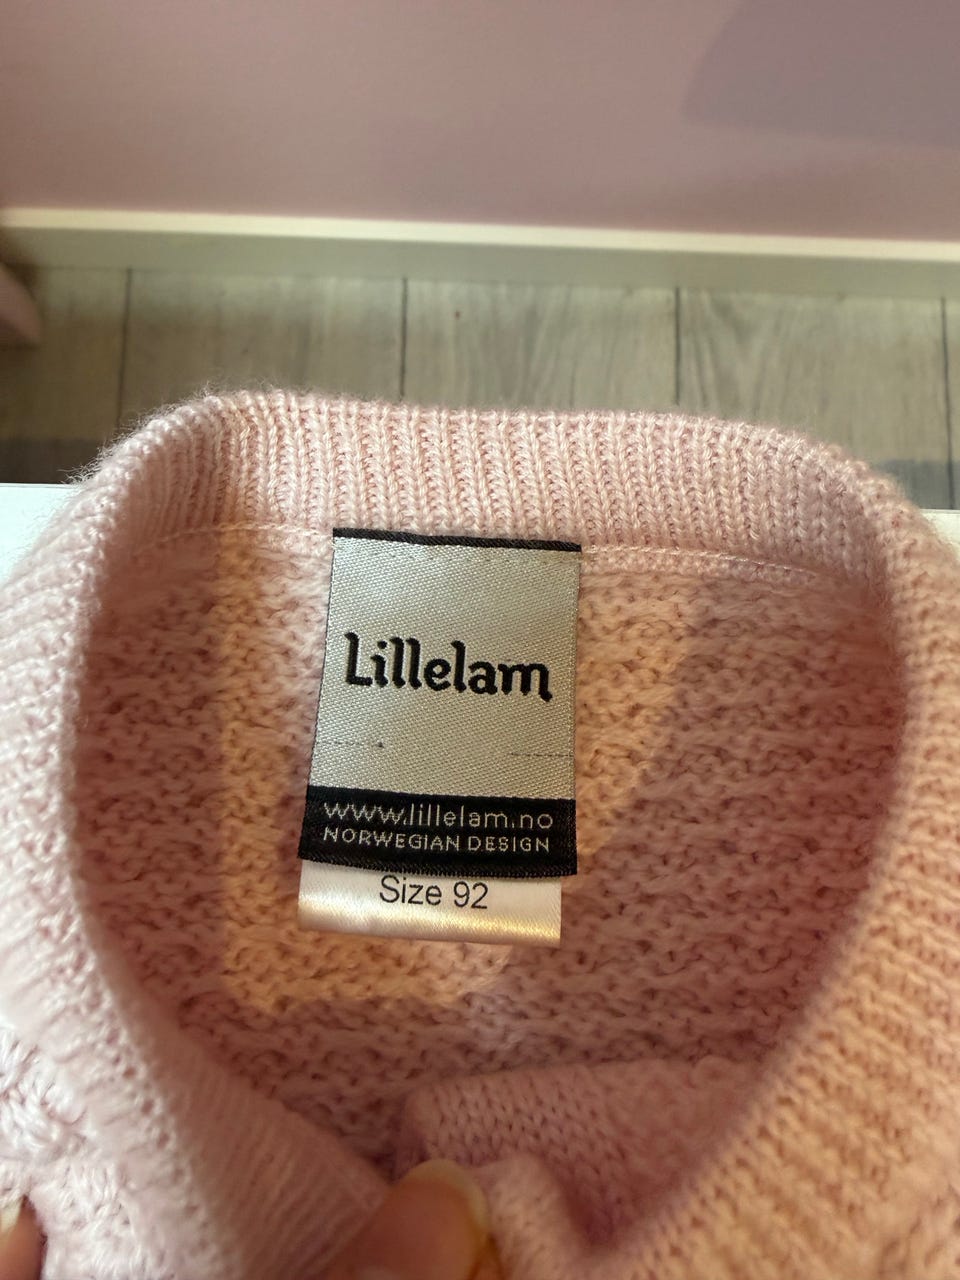 Lillelam
www.lillelam.no
NORWEGIAN DESIGN
Size 92